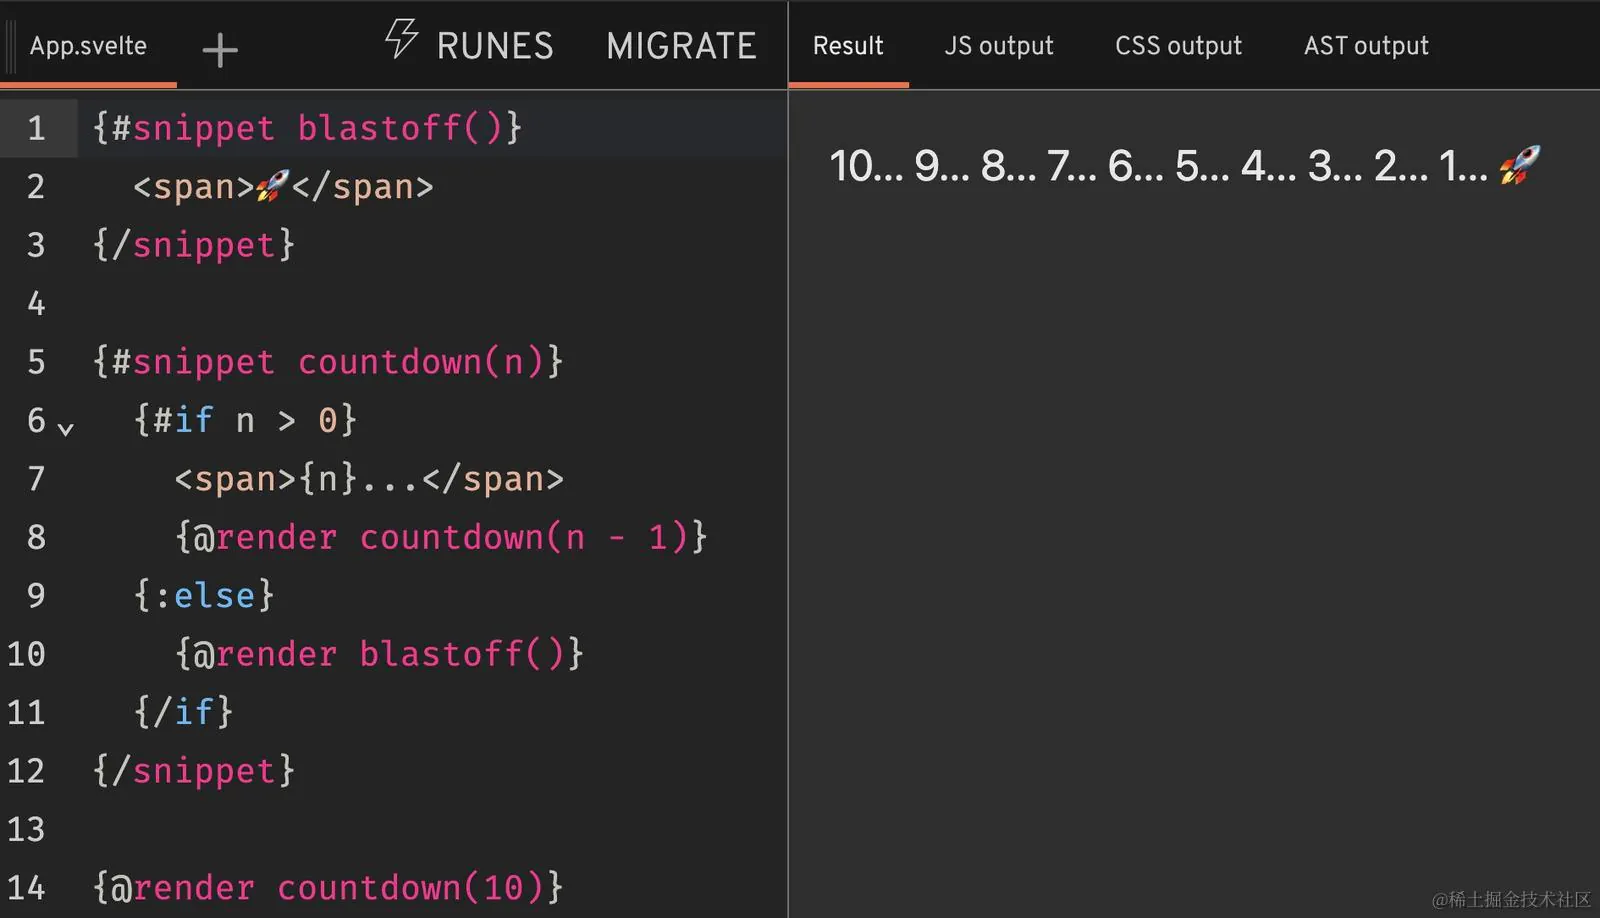 App.svelte
RUNES
MIGRATE
1 {#snippet blastoff()}
2   <span>🚀</span>
3 {/snippet}
4
5 {#snippet countdown(n)}
6   {#if n > 0}
7     <span>{n}...</span>
8     {@render countdown(n - 1)}
9   {:else}
10     {@render blastoff()}
11   {/if}
12 {/snippet}
13
14 {@render countdown(10)}
Result
JS output
CSS output
AST output
10... 9... 8... 7... 6... 5... 4... 3... 2... 1... 🚀
@稀土掘金技术社区